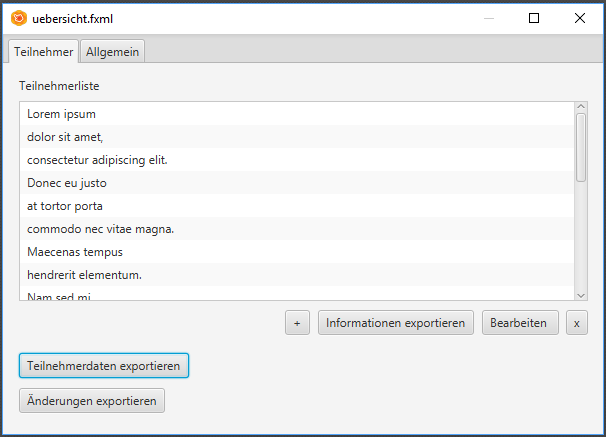 uebersicht.fxml
Teilnehmer Allgemein
Teilnehmerliste
Lorem ipsum
dolor sit amet,
consectetur adipiscing elit.
Donec eu justo
at tortor porta
commodo nec vitae magna.
Maecenas tempus
hendrerit elementum.
Nam sed mi
+ Informationen exportieren Bearbeiten x
Teilnehmerdaten exportieren
Änderungen exportieren